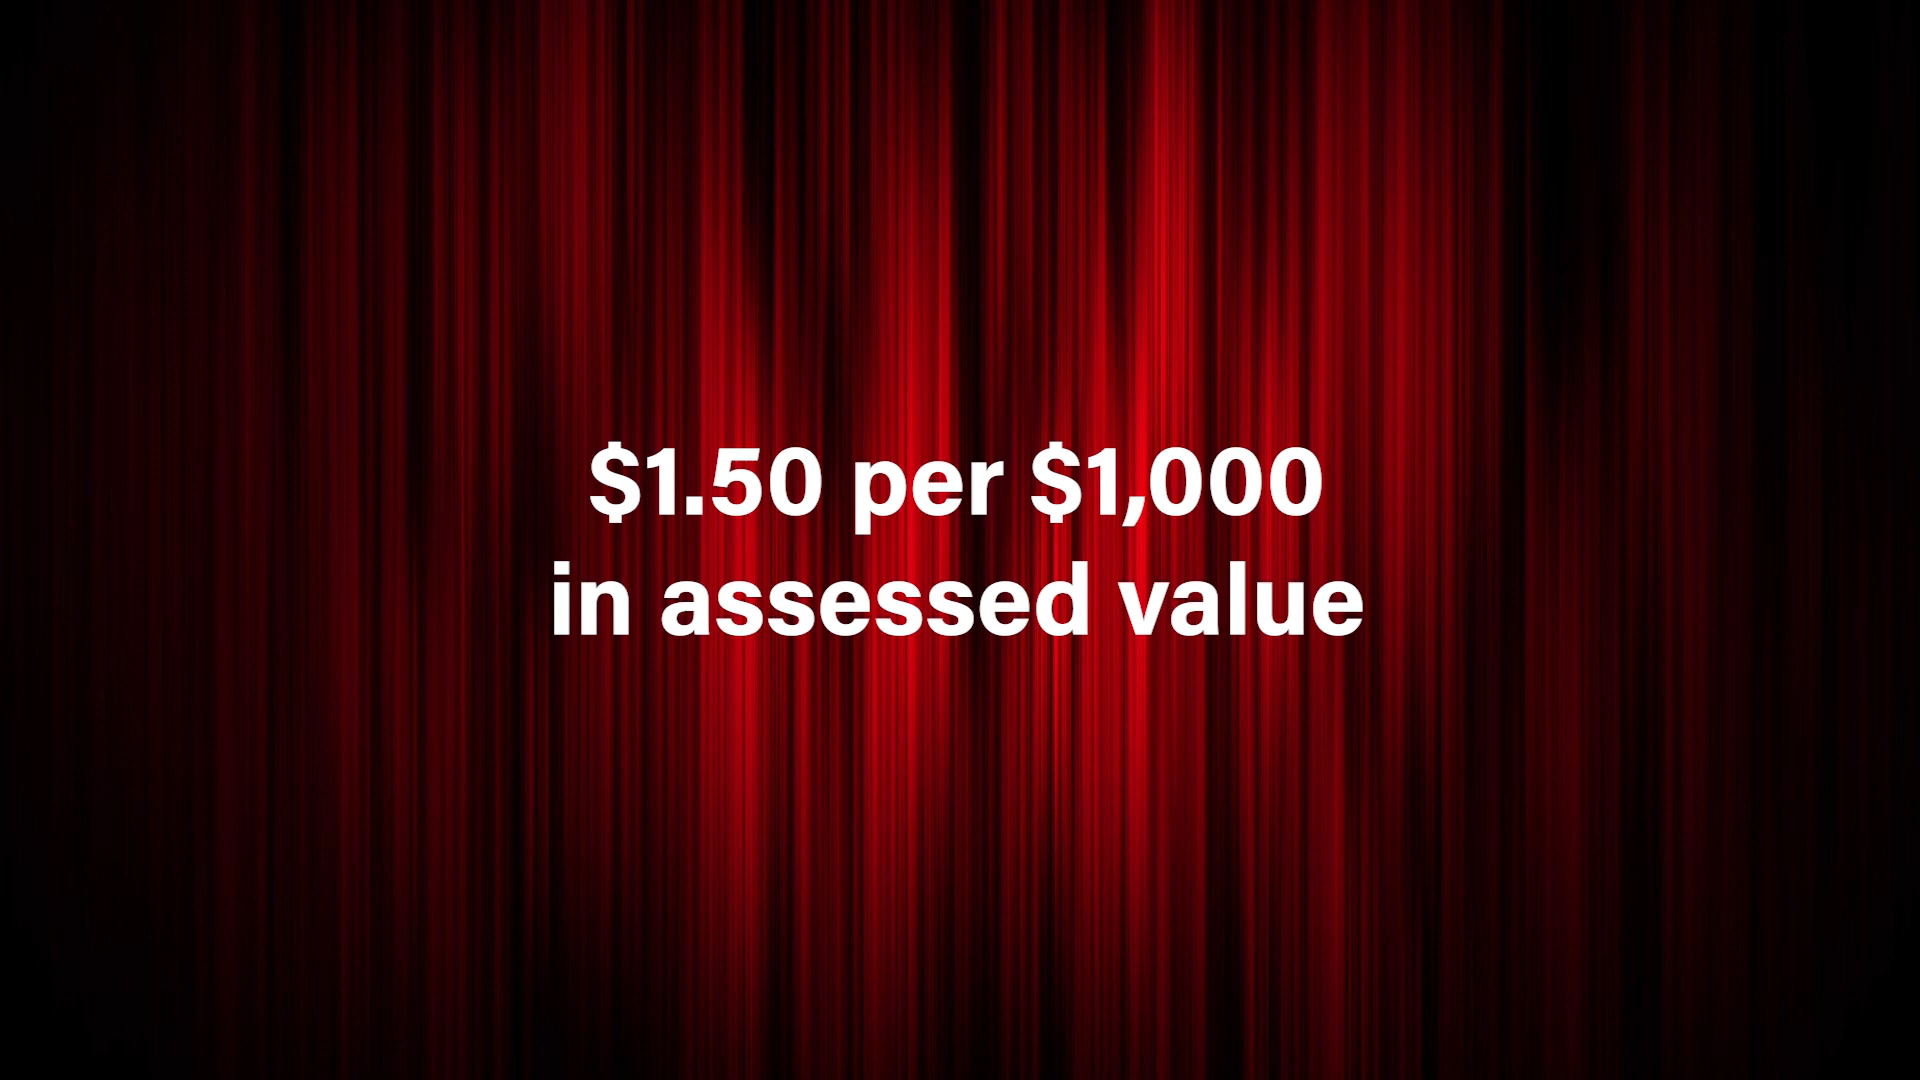 $1.50 per $1,000
in assessed value